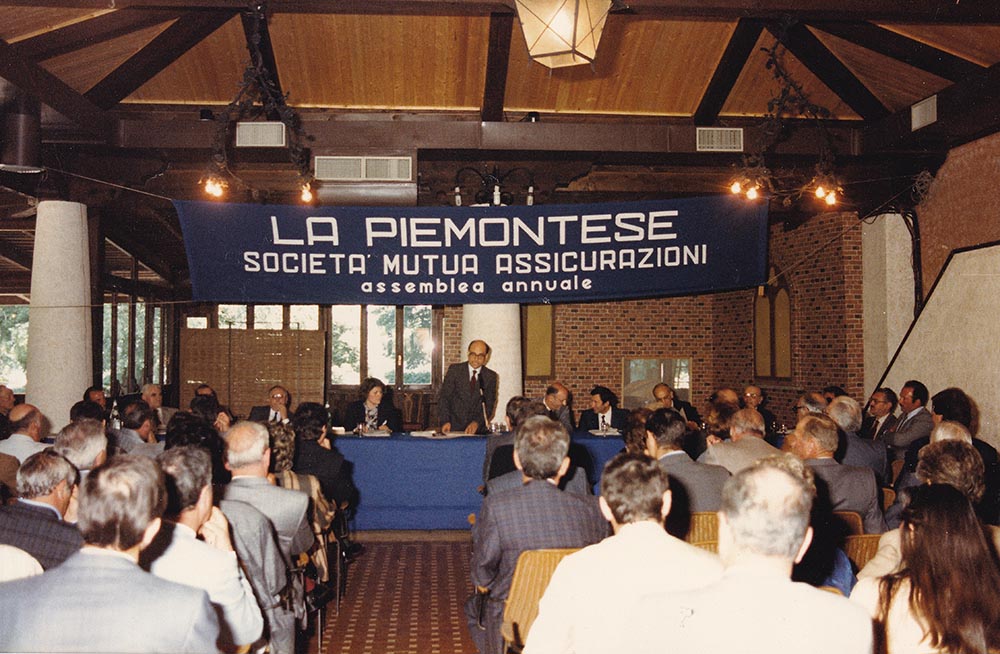 LA PIEMONTESE
SOCIETA' MUTUA ASSICURAZIONI
assemblea annuale